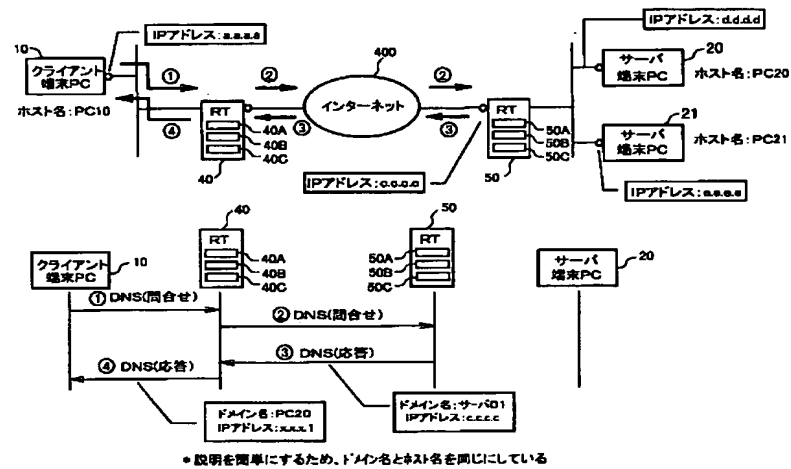 IPアドレス:a.a.a.a
10
クライアント
端末PC
ホスト名:PC10
①
②
400
インターネット
②
③
③
④
RT
40A
40B
40C
40
IPアドレス:c.c.c.c
RT
50A
50B
50C
50
IPアドレス:d.d.d.d
サーバ
端末PC
20
ホスト名:PC20
21
サーバ
端末PC
ホスト名:PC21
IPアドレス:e.e.e.e
クライアント
端末PC
10
40
RT
40A
40B
40C
50
RT
50A
50B
50C
サーバ
端末PC
20
① DNS(問合せ)
② DNS(問合せ)
③ DNS(応答)
④ DNS(応答)
ドメイン名:PC20
IPアドレス:x.x.x.1
ドメイン名:サーバ01
IPアドレス:c.c.c.c
* 説明を簡単にするため、ドメイン名とホスト名を同じにしている